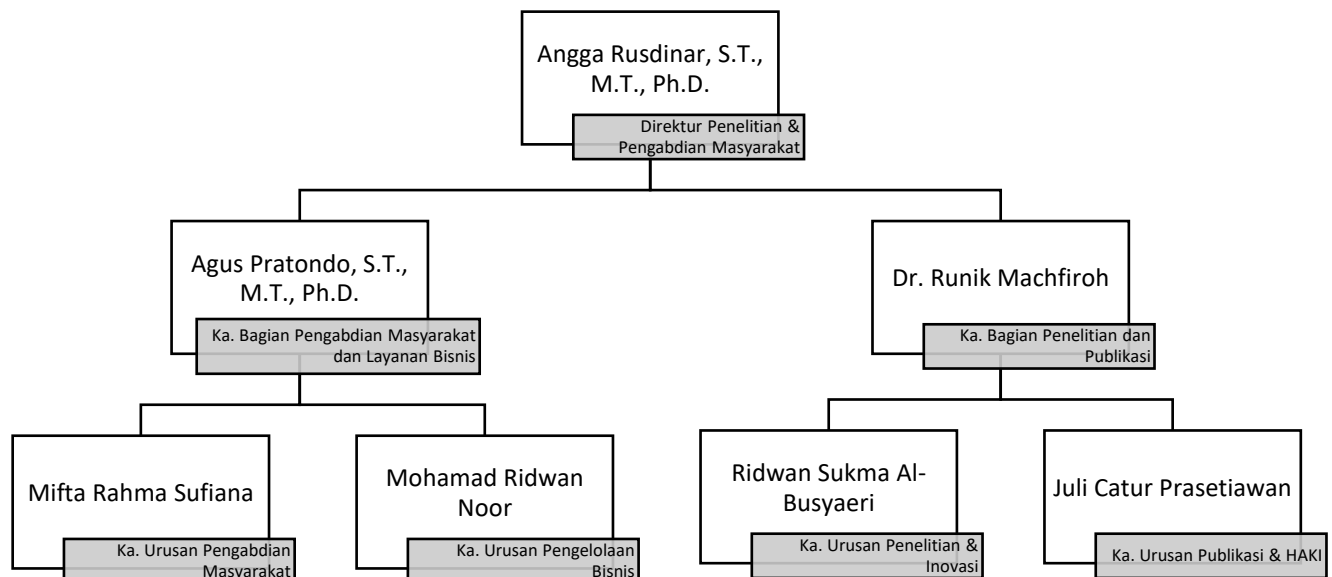 Angga Rusdinar, S.T.,
M.T., Ph.D.
Direktur Penelitian &
Pengabdian Masyarakat
Agus Pratondo, S.T.,
M.T., Ph.D.
Ka. Bagian Pengabdian Masyarakat
dan Layanan Bisnis
Dr. Runik Machfiroh
Ka. Bagian Penelitian dan
Publikasi
Mifta Rahma Sufiana
Ka. Urusan Pengabdian
Masyarakat
Mohamad Ridwan
Noor
Ka. Urusan Pengelolaan
Bisnis
Ridwan Sukma Al-
Busyaeri
Ka. Urusan Penelitian &
Inovasi
Juli Catur Prasetiawan
Ka. Urusan Publikasi & HAKI